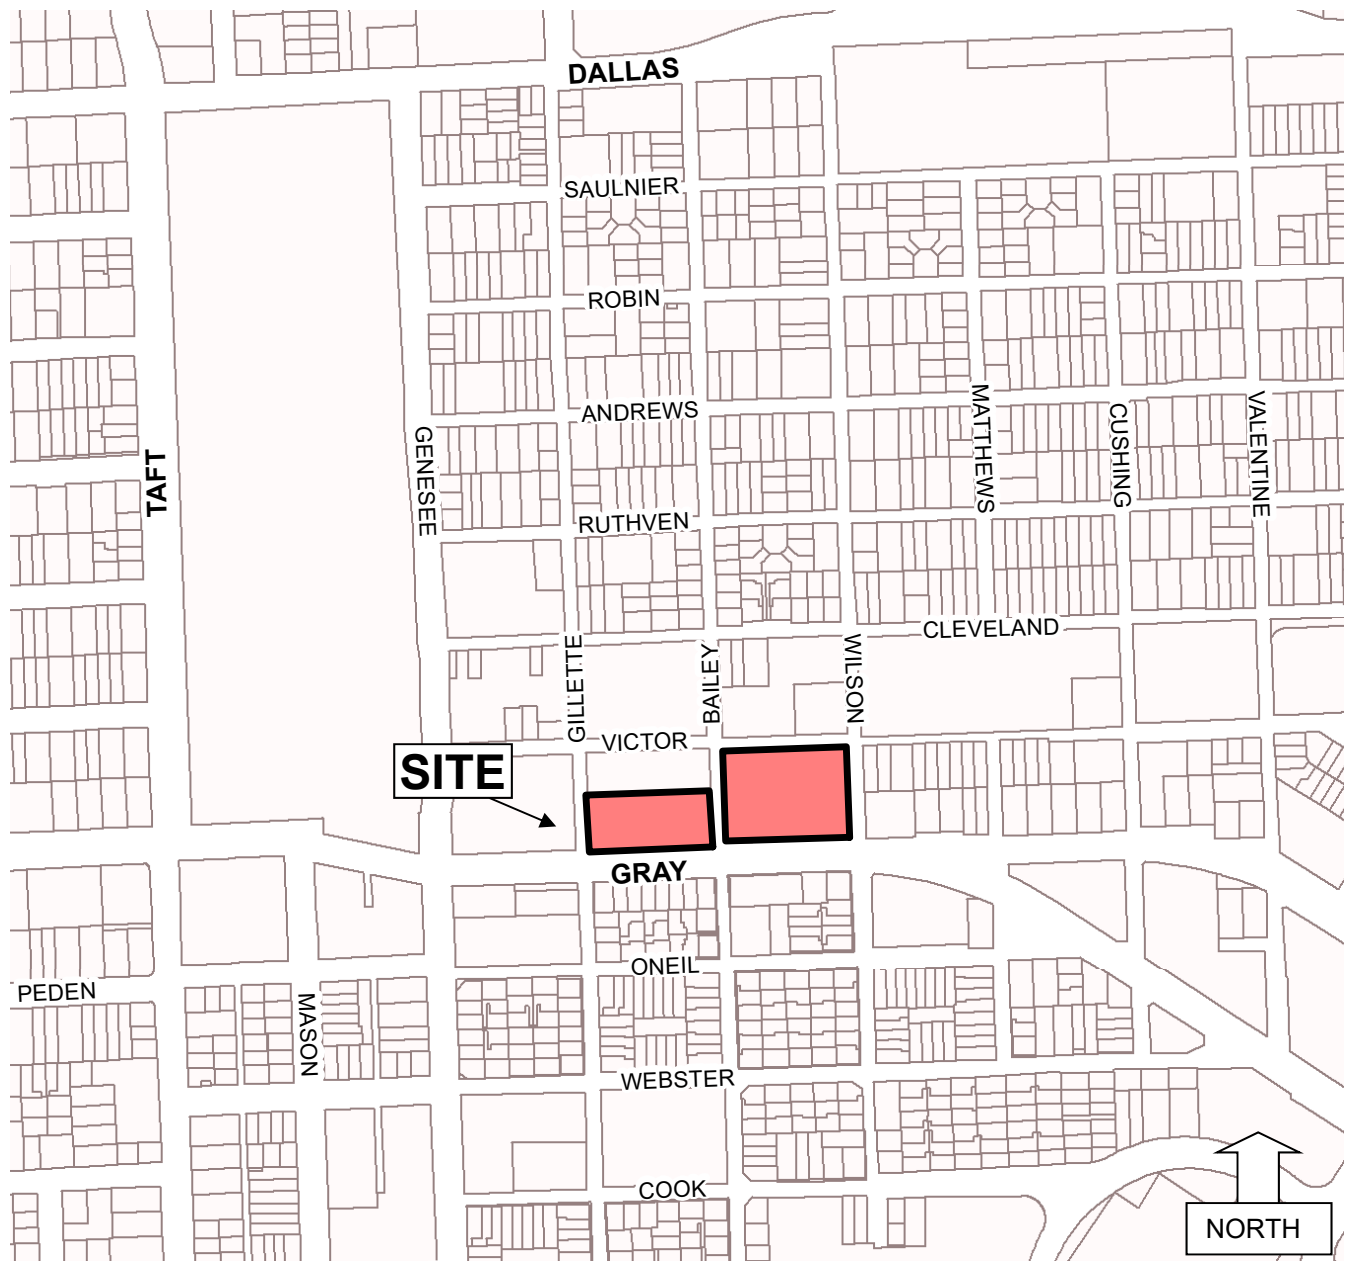 DALLAS
SAULNIER
ROBIN
ANDREWS
MATTHEWS
CUSHING
VALENTINE
TAFT
GENESEE
RUTHVEN
CLEVELAND
GILLETTE
BAILEY
WILSON
VICTOR
SITE
GRAY
ONEIL
PEDEN
MASON
WEBSTER
COOK
NORTH